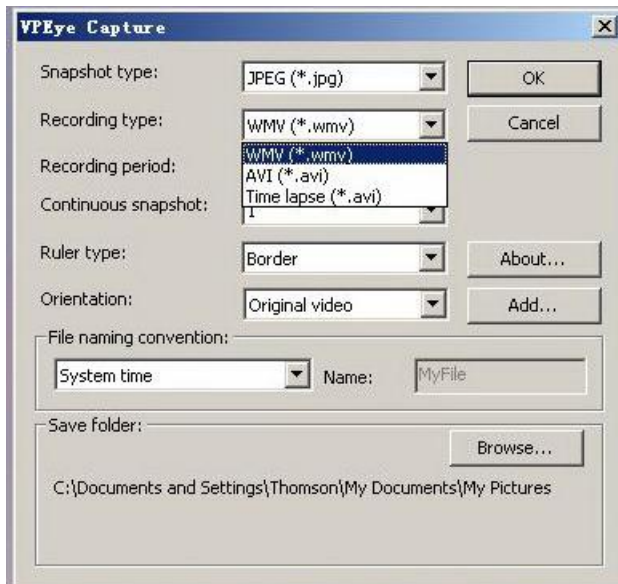 VPEye Capture
Snapshot type: JPEG (*.jpg) OK
Recording type: WMV (*.wmv) Cancel
WMV (*.wmv)
Recording period: AVI (*.avi)
Time lapse (*.avi)
Continuous snapshot: 1
Ruler type: Border About...
Orientation: Original video Add...
File naming convention:
System time Name: MyFile
Save folder:
Browse...
C:\Documents and Settings\Thomson\My Documents\My Pictures